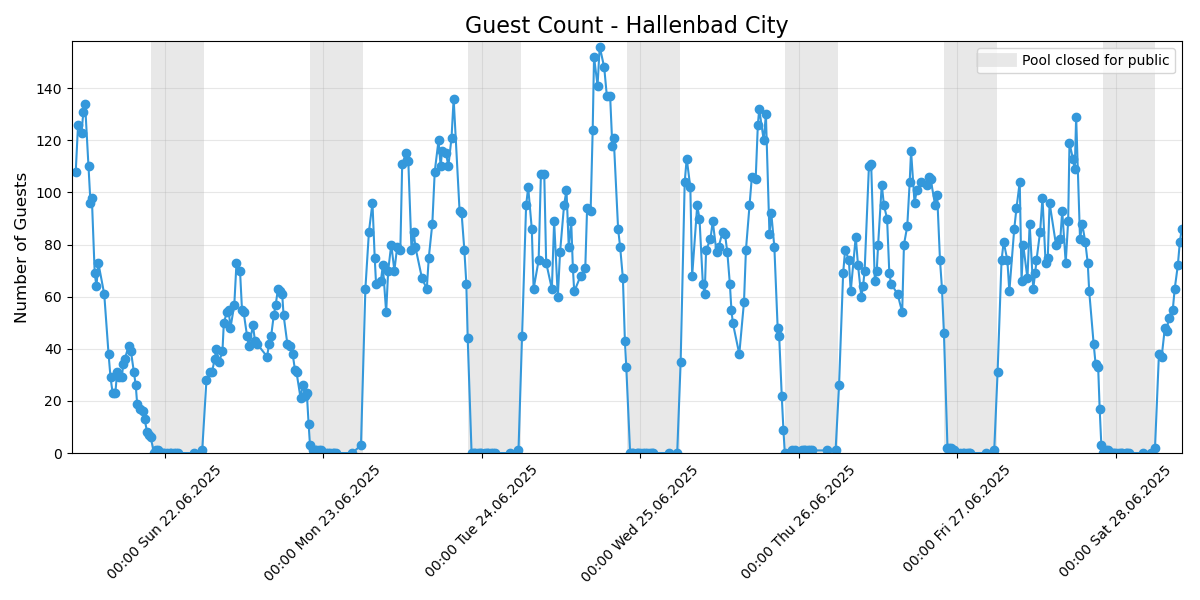 Guest Count - Hallenbad City
Pool closed for public
Number of Guests
140
120
100
80
60
40
20
0
00:00 Sun 22.06.2025
00:00 Mon 23.06.2025
00:00 Tue 24.06.2025
00:00 Wed 25.06.2025
00:00 Thu 26.06.2025
00:00 Fri 27.06.2025
00:00 Sat 28.06.2025